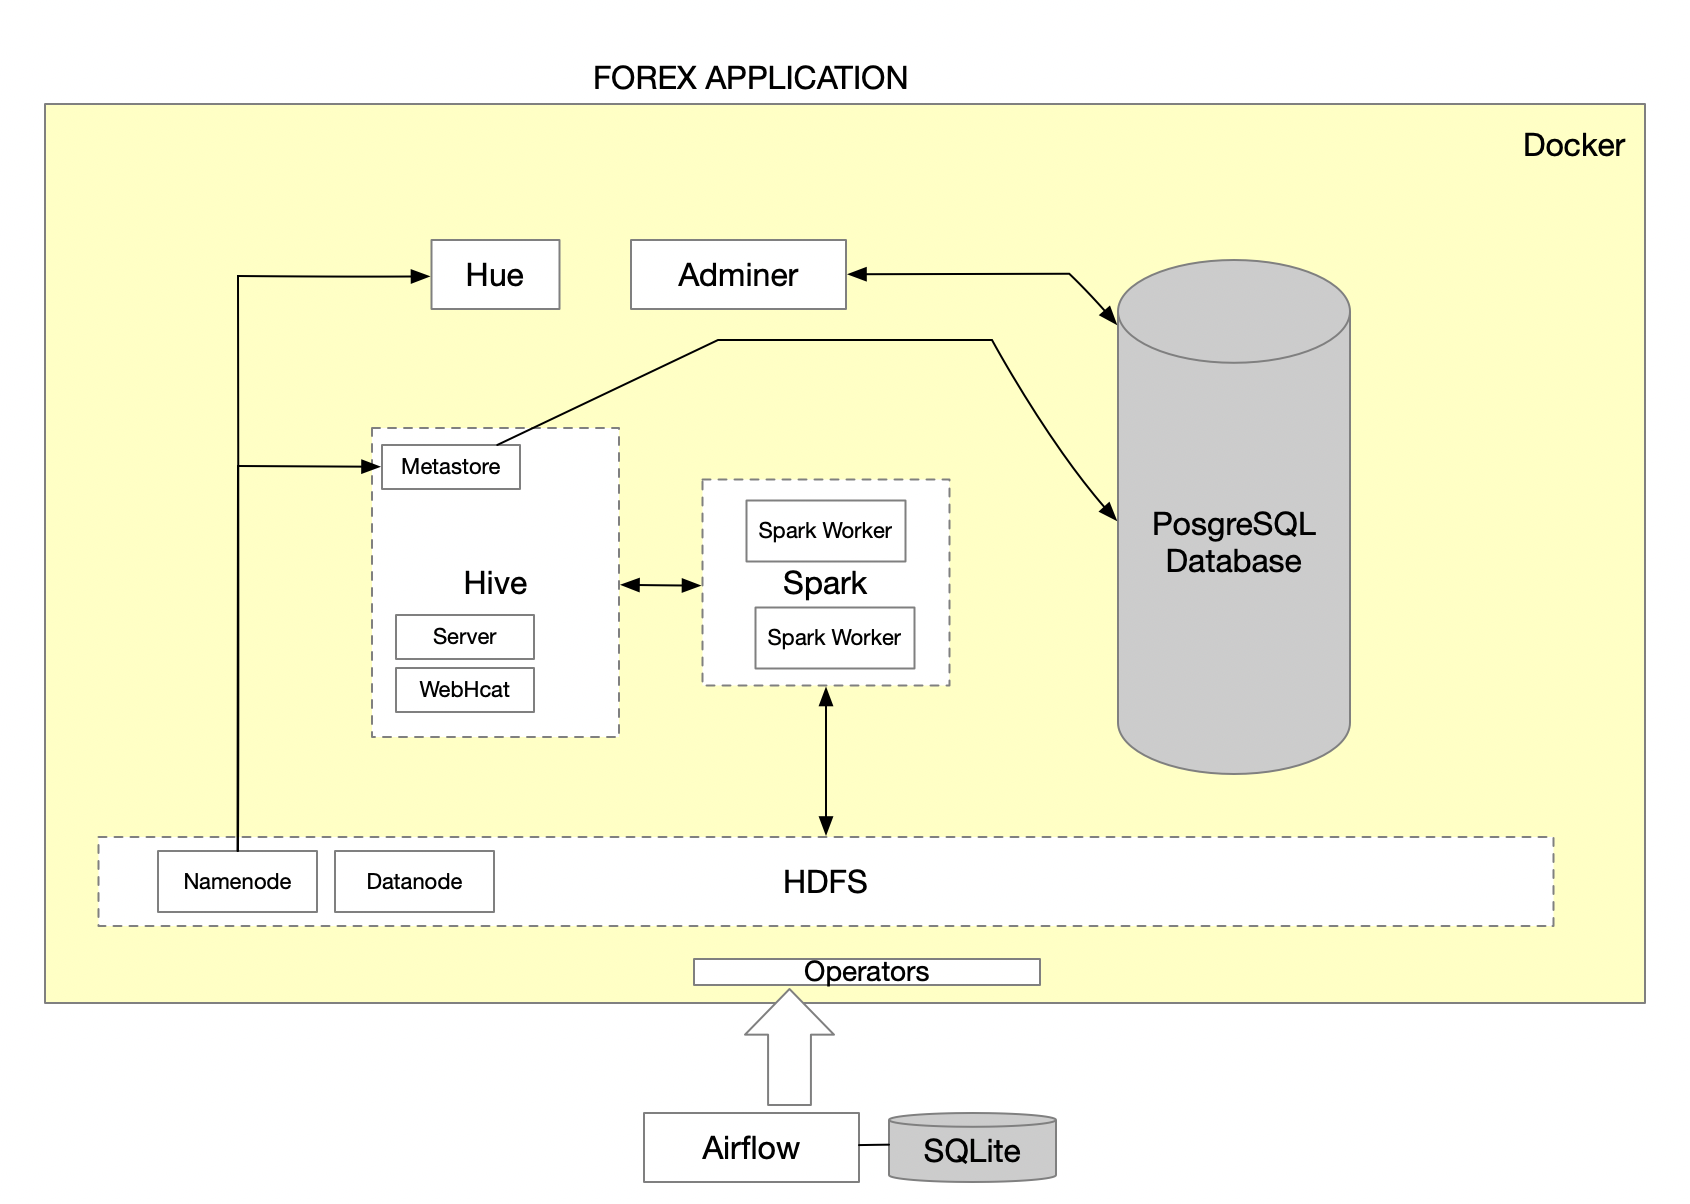 FOREX APPLICATION
Docker
Hue
Adminer
Metastore
Hive
Server
WebHcat
Spark Worker
Spark
Spark Worker
PosgreSQL
Database
Namenode
Datanode
HDFS
Operators
Airflow
SQLite